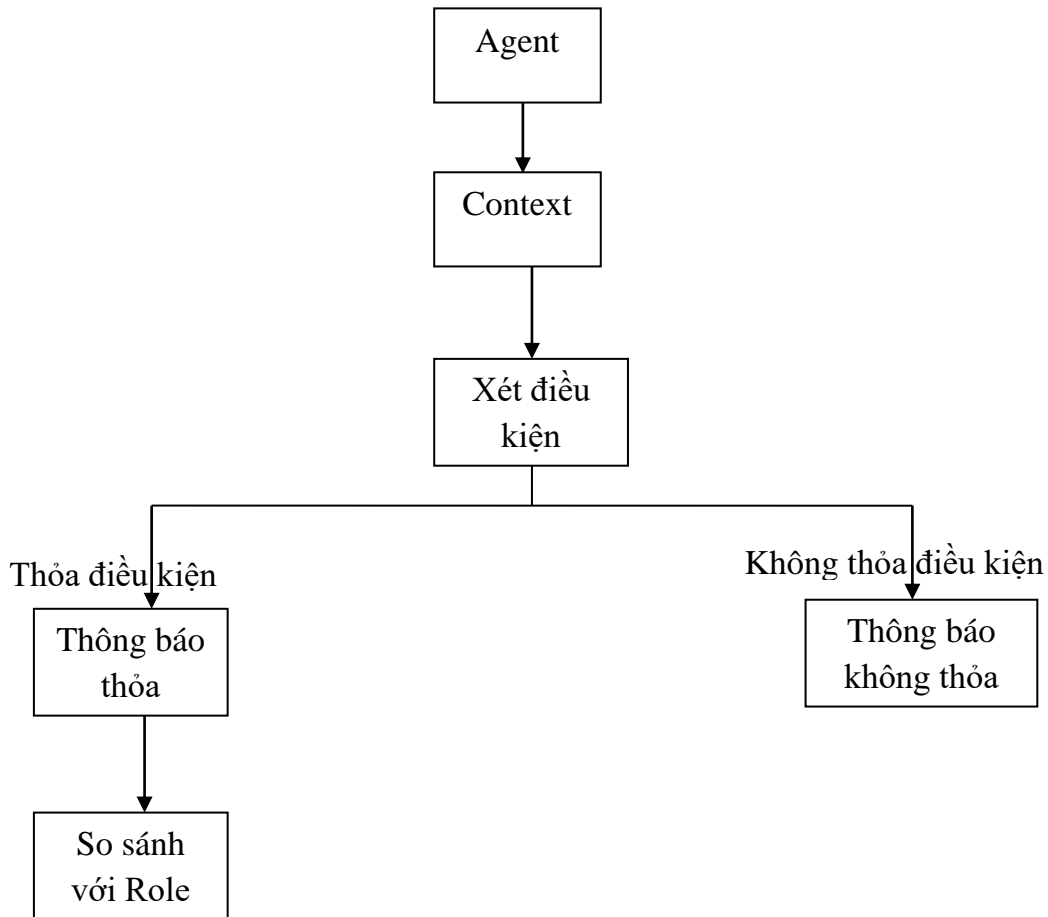 Agent
Context
Xét điều
kiện
Thỏa điều kiện
Không thỏa điều kiện
Thông báo
thỏa
Thông báo
không thỏa
So sánh
với Role